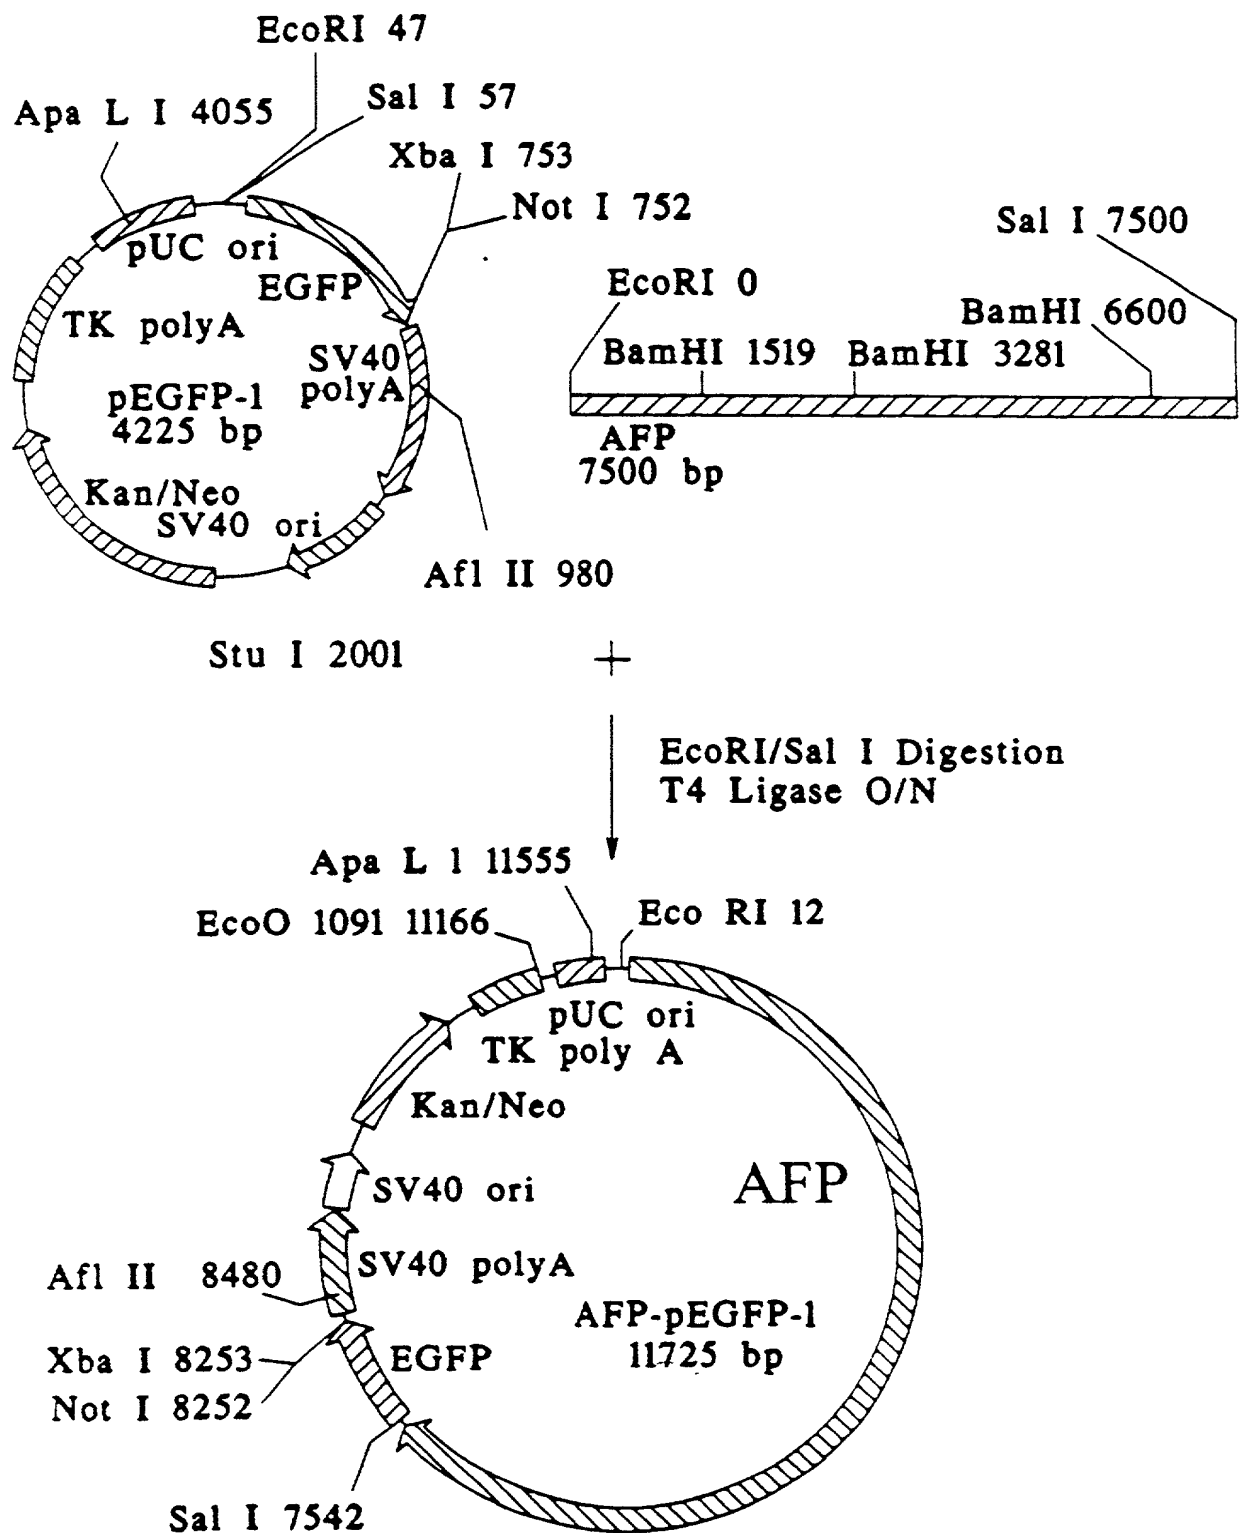 EcoRI 47
Apa L I 4055
Sal I 57
Xba I 753
Not I 752
pUC ori
EGFP
TK polyA
SV40
polyA
pEGFP-1
4225 bp
Kan/Neo
SV40 ori
Afl II 980
Stu I 2001
Sal I 7500
EcoRI 0
BamHI 6600
BamHI 1519
BamHI 3281
AFP
7500 bp
+
EcoRI/Sal I Digestion
T4 Ligase O/N
Apa L 1 11555
EcoO 1091 11166
Eco RI 12
pUC ori
TK poly A
Kan/Neo
SV40 ori
AFP
SV40 polyA
Afl II 8480
AFP-pEGFP-1
11725 bp
Xba I 8253
EGFP
Not I 8252
Sal I 7542